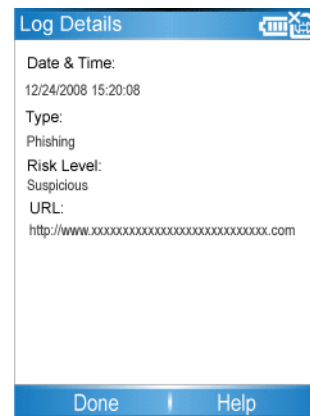 Log Details
Date & Time:
12/24/2008 15:20:08
Type:
Phishing
Risk Level:
Suspicious
URL:
http://www.xxxxxxxxxxxxxxxxxxxxxxxxxxxxx.com
Done Help